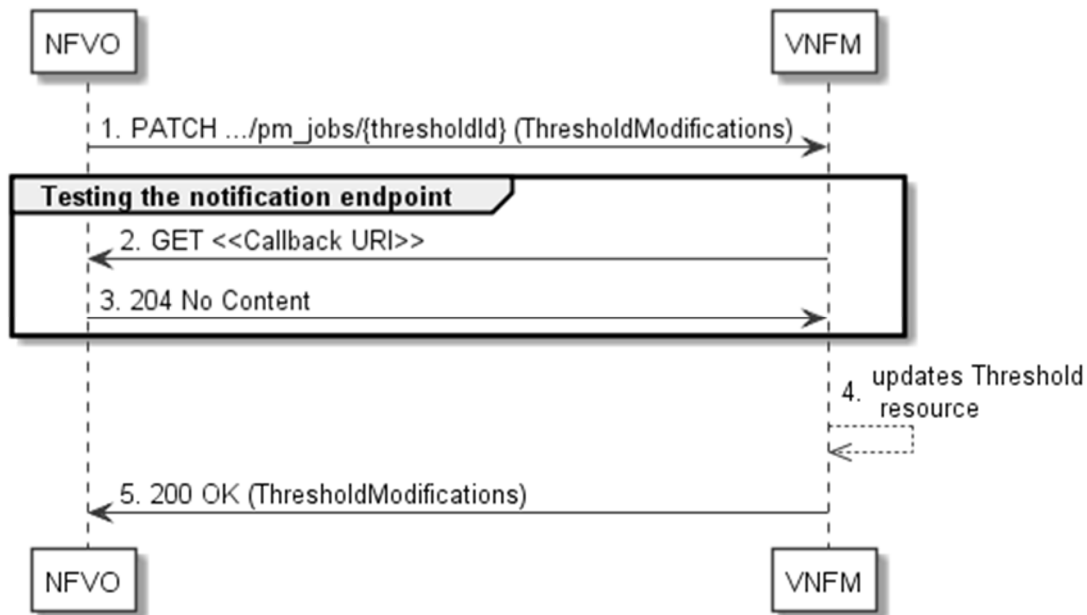 NFVO
VNFM
1. PATCH .../pm_jobs/{thresholdId} (ThresholdModifications)
Testing the notification endpoint
2. GET <<Callback URI>>
3. 204 No Content
4. updates Threshold
resource
5. 200 OK (ThresholdModifications)
NFVO
VNFM